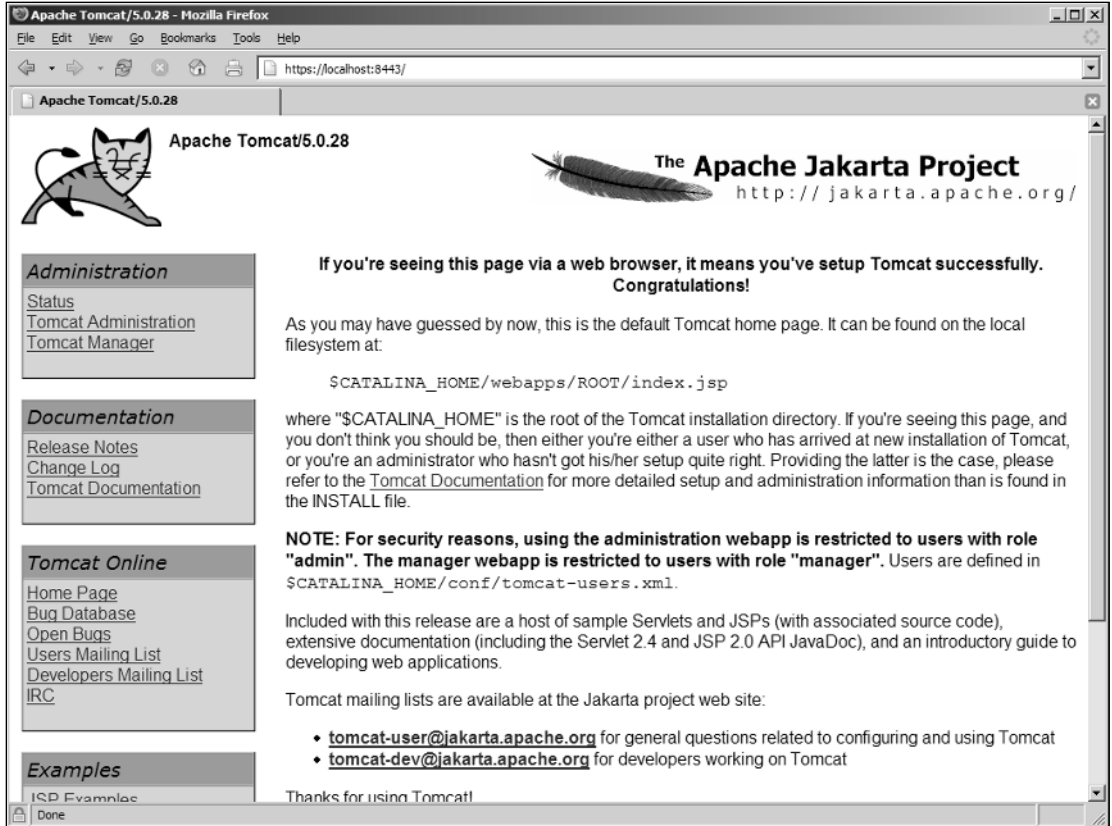 Apache Tomcat/5.0.28 - Mozilla Firefox
File Edit View Go Bookmarks Tools Help
https://localhost:8443/
Apache Tomcat/5.0.28
Apache Tomcat/5.0.28
The Apache Jakarta Project
http://jakarta.apache.org/
Administration
Status
Tomcat Administration
Tomcat Manager
Documentation
Release Notes
Change Log
Tomcat Documentation
Tomcat Online
Home Page
Bug Database
Open Bugs
Users Mailing List
Developers Mailing List
IRC
Examples
JSP Examples
If you're seeing this page via a web browser, it means you've setup Tomcat successfully.
Congratulations!
As you may have guessed by now, this is the default Tomcat home page. It can be found on the local
filesystem at:
$CATALINA_HOME/webapps/ROOT/index.jsp
where "$CATALINA_HOME" is the root of the Tomcat installation directory. If you're seeing this page, and
you don't think you should be, then either you're either a user who has arrived at new installation of Tomcat,
or you're an administrator who hasn't got his/her setup quite right. Providing the latter is the case, please
refer to the Tomcat Documentation for more detailed setup and administration information than is found in
the INSTALL file.
NOTE: For security reasons, using the administration webapp is restricted to users with role
"admin". The manager webapp is restricted to users with role "manager". Users are defined in
$CATALINA_HOME/conf/tomcat-users.xml.
Included with this release are a host of sample Servlets and JSPs (with associated source code),
extensive documentation (including the Servlet 2.4 and JSP 2.0 API JavaDoc), and an introductory guide to
developing web applications.
Tomcat mailing lists are available at the Jakarta project web site:
tomcat-user@jakarta.apache.org for general questions related to configuring and using Tomcat
tomcat-dev@jakarta.apache.org for developers working on Tomcat
Thanks for using Tomcat!
Done